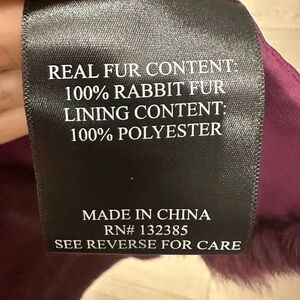 REAL FUR CONTENT:
100% RABBIT FUR
LINING CONTENT:
100% POLYESTER
MADE IN CHINA
RN# 132385
SEE REVERSE FOR CARE